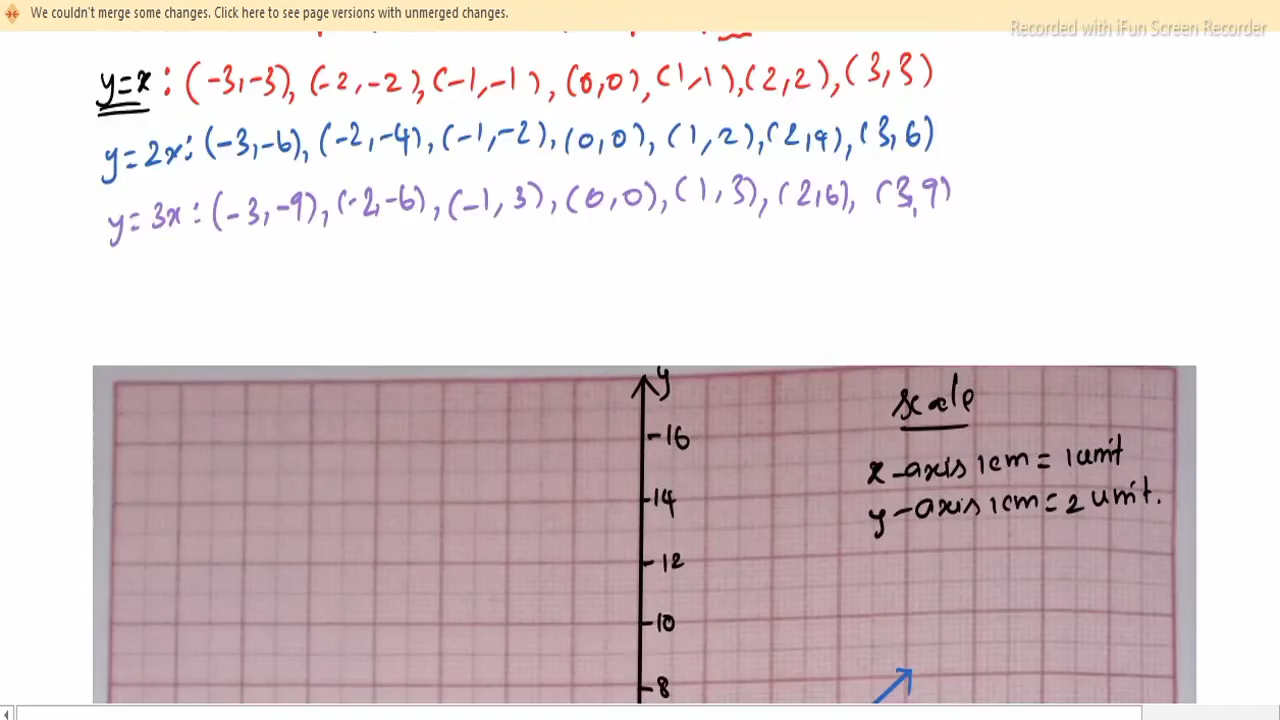 We couldn't merge some changes. Click here to see page versions with unmerged changes.
Recorded with iFun Screen Recorder
y=x : (-3,-3), (-2,-2), (-1,-1), (0,0), (1,1), (2,2), (3,3)
y=2x: (-3,-6), (-2,-4), (-1,-2), (0,0), (1,2), (2,4), (3,6)
y=3x: (-3,-9), (-2,-6), (-1,3), (0,0), (1,3), (2,6), (3,9)
y
scale
-16
x-axis 1cm = 1unit
-14
y-axis 1cm = 2 unit.
-12
-10
-8